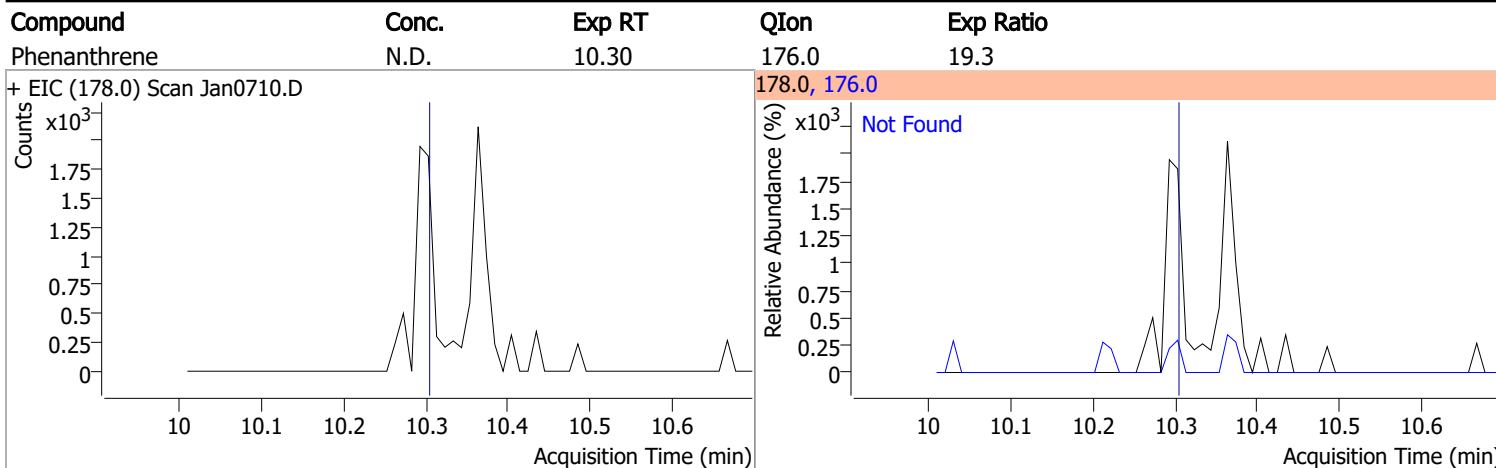 Compound Conc. Exp RT QIon Exp Ratio
Phenanthrene N.D. 10.30 176.0 19.3
+ EIC (178.0) Scan Jan0710.D
Counts
x10³
1.75
1.5
1.25
1
0.75
0.5
0.25
0
10 10.1 10.2 10.3 10.4 10.5 10.6
Acquisition Time (min)
178.0, 176.0
Relative Abundance (%)
x10³
Not Found
1.75
1.5
1.25
1
0.75
0.5
0.25
0
10 10.1 10.2 10.3 10.4 10.5 10.6
Acquisition Time (min)